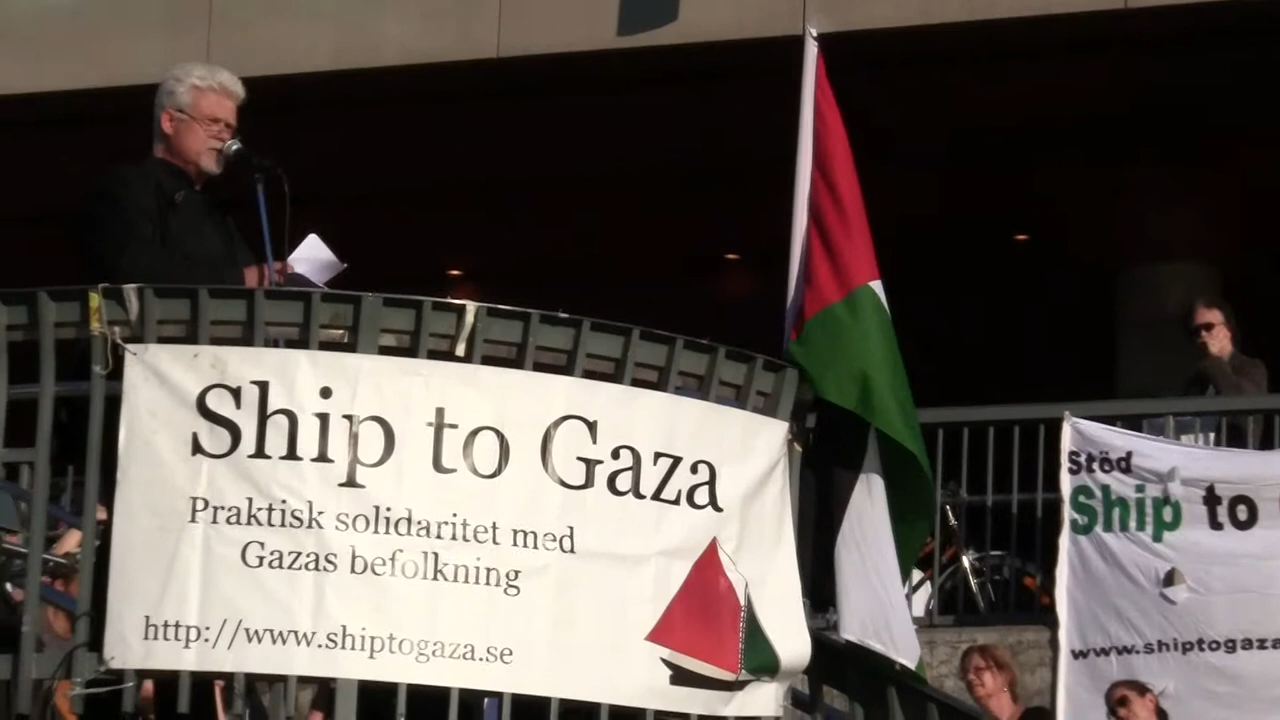 Ship to Gaza
Praktisk solidaritet med
Gazas befolkning
http://www.shiptogaza.se
Stöd
Ship to
www.shiptogaza